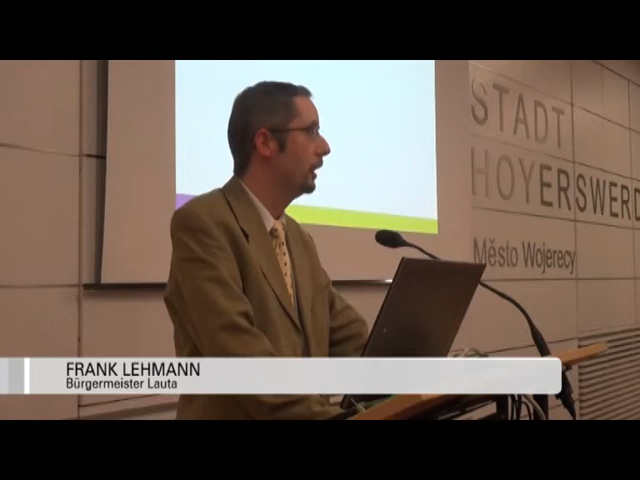 STADT
HOYERSWERD
Město Wojerecy
FRANK LEHMANN
Bürgermeister Lauta